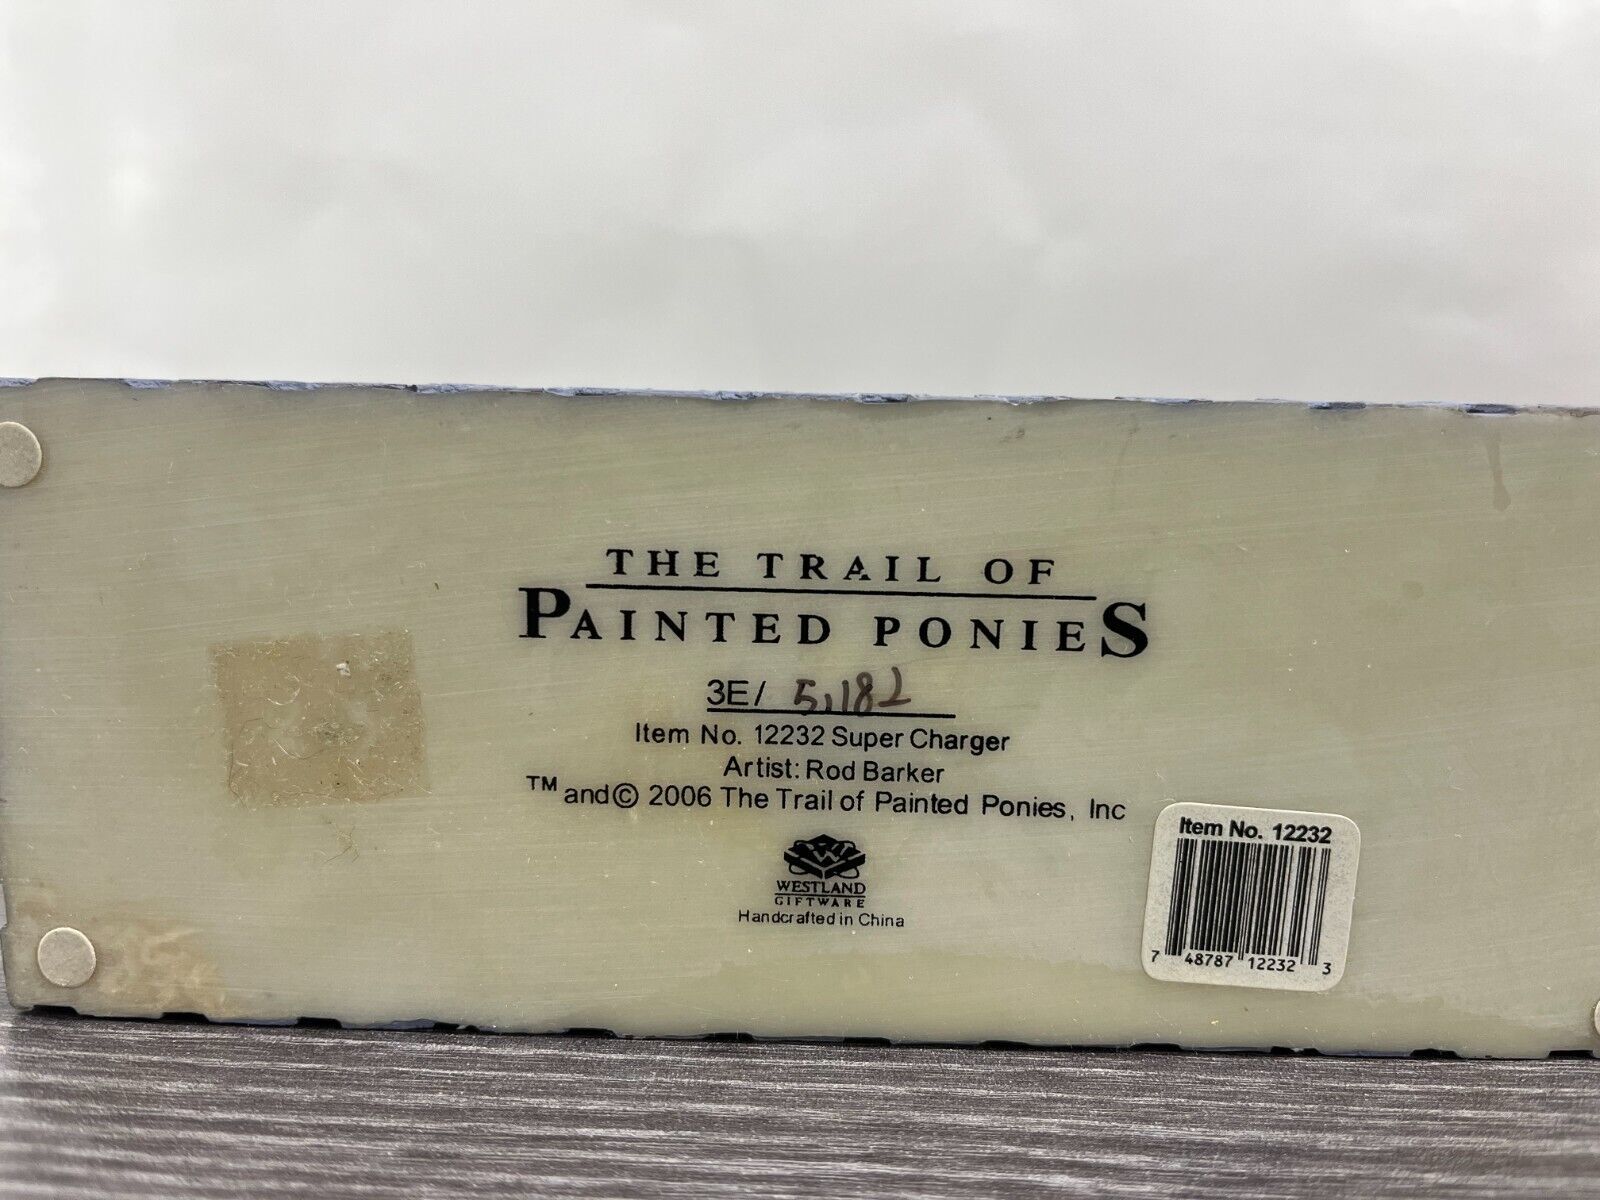 THE TRAIL OF
PAINTED PONIES
3E/ 5,182
Item No. 12232 Super Charger
Artist: Rod Barker
TM and © 2006 The Trail of Painted Ponies, Inc
WESTLAND
GIFTWARE
Handcrafted in China
Item No. 12232
7 48787 12232 3